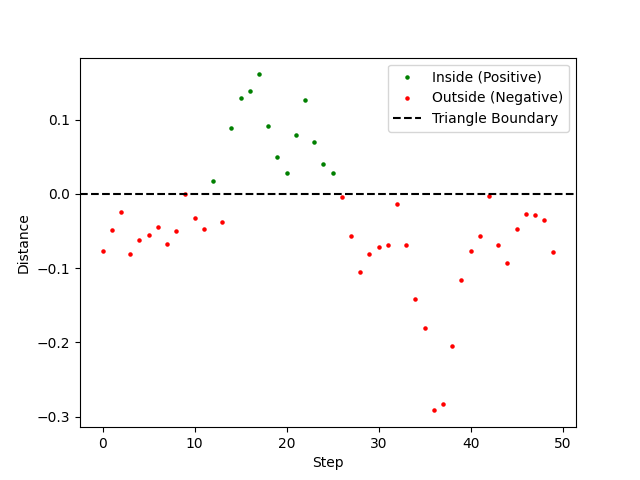 Inside (Positive)
Outside (Negative)
Triangle Boundary
0.1
0.0
−0.1
−0.2
−0.3
Distance
0 10 20 30 40 50
Step